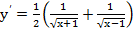 y' = 1/2 (1/√(x+1) + 1/√(x−1))